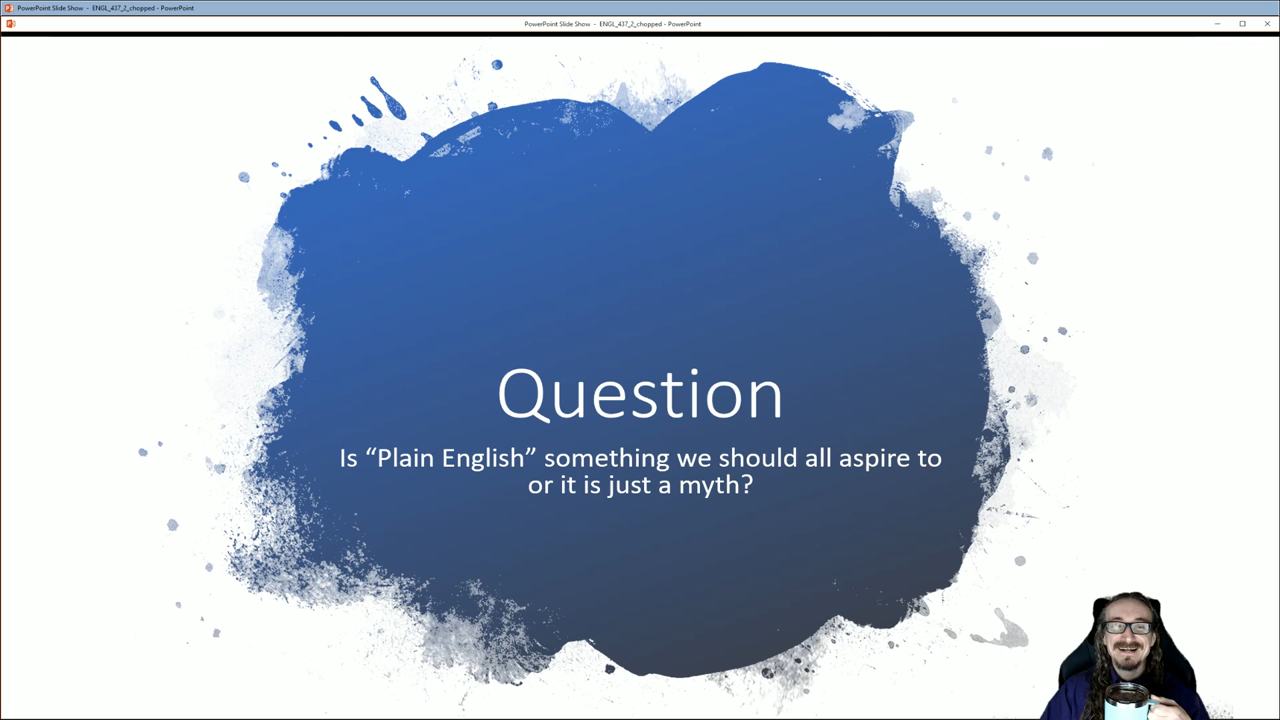 PowerPoint Slide Show - ENGL_437_2_chopped - PowerPoint
PowerPoint Slide Show - ENGL_437_2_chopped - PowerPoint
Question
Is “Plain English” something we should all aspire to
or it is just a myth?